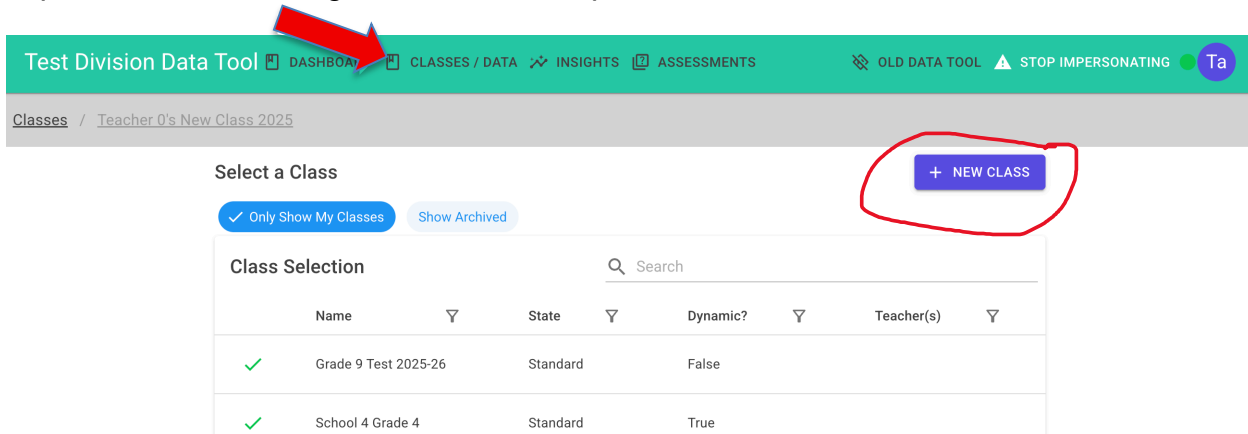 Test Division Data Tool DASHBOA CLASSES / DATA INSIGHTS ASSESSMENTS OLD DATA TOOL STOP IMPERSONATING Ta
Classes / Teacher 0's New Class 2025
Select a Class + NEW CLASS
Only Show My Classes Show Archived
Class Selection Search
Name State Dynamic? Teacher(s)
Grade 9 Test 2025-26 Standard False
School 4 Grade 4 Standard True